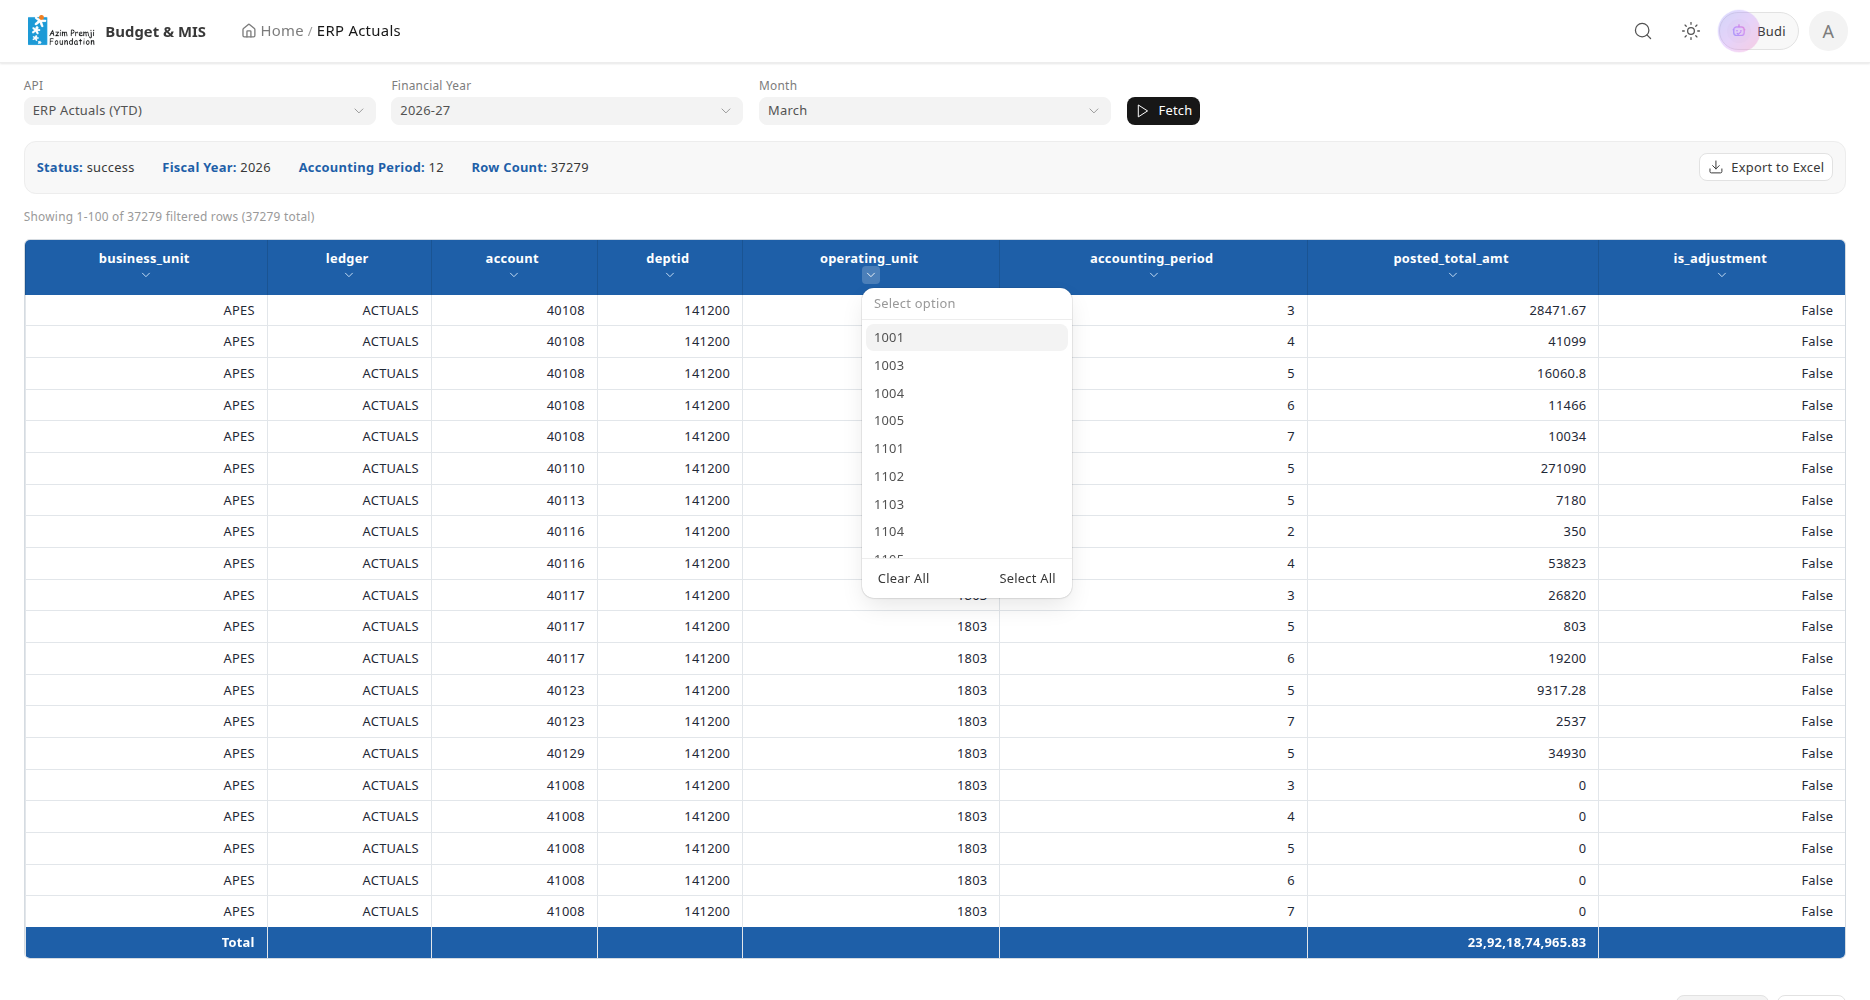 Azim Premji
Foundation
Budget & MIS
Home / ERP Actuals
Budi
A
API
Financial Year
Month
ERP Actuals (YTD)
2026-27
March
Fetch
Status: success Fiscal Year: 2026 Accounting Period: 12 Row Count: 37279
Export to Excel
Showing 1-100 of 37279 filtered rows (37279 total)
business_unit ledger account deptid operating_unit accounting_period posted_total_amt is_adjustment
APES ACTUALS 40108 141200 3 28471.67 False
APES ACTUALS 40108 141200 4 41099 False
APES ACTUALS 40108 141200 5 16060.8 False
APES ACTUALS 40108 141200 6 11466 False
APES ACTUALS 40108 141200 7 10034 False
APES ACTUALS 40110 141200 5 271090 False
APES ACTUALS 40113 141200 5 7180 False
APES ACTUALS 40116 141200 2 350 False
APES ACTUALS 40116 141200 4 53823 False
APES ACTUALS 40117 141200 3 26820 False
APES ACTUALS 40117 141200 1803 5 803 False
APES ACTUALS 40117 141200 1803 6 19200 False
APES ACTUALS 40123 141200 1803 5 9317.28 False
APES ACTUALS 40123 141200 1803 7 2537 False
APES ACTUALS 40129 141200 1803 5 34930 False
APES ACTUALS 41008 141200 1803 3 0 False
APES ACTUALS 41008 141200 1803 4 0 False
APES ACTUALS 41008 141200 1803 5 0 False
APES ACTUALS 41008 141200 1803 6 0 False
APES ACTUALS 41008 141200 1803 7 0 False
Total 23,92,18,74,965.83
Select option
1001
1003
1004
1005
1101
1102
1103
1104
Clear All Select All